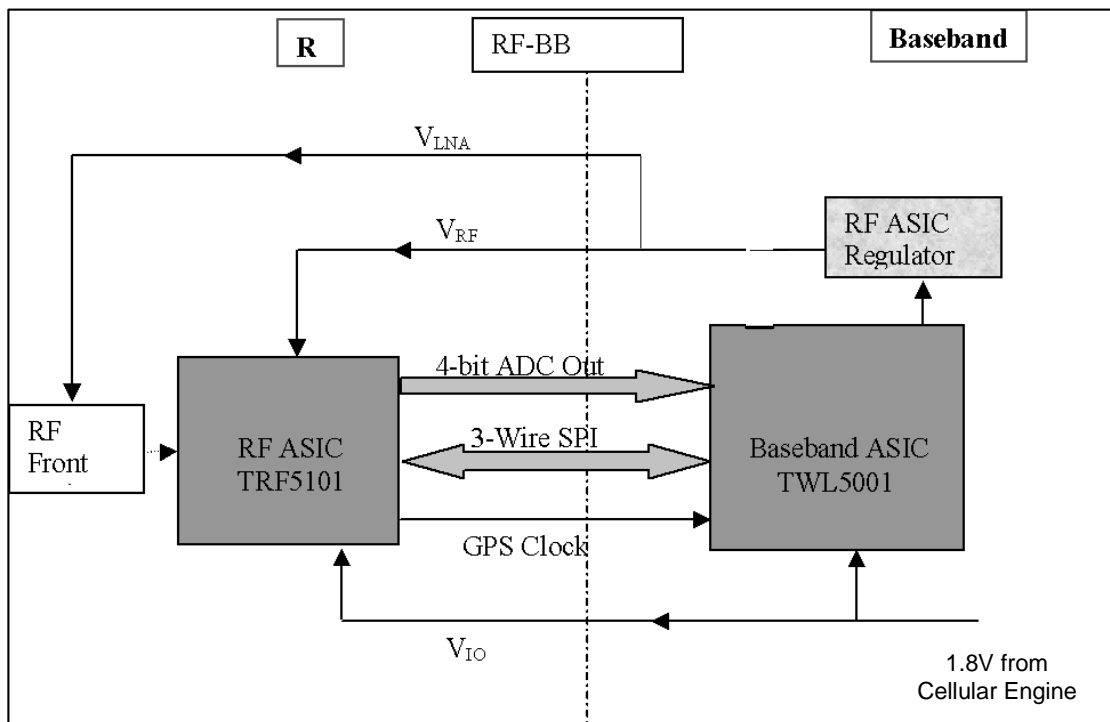 R
RF-BB
Baseband
VLNA
VRF
RF ASIC
Regulator
4-bit ADC Out
RF
Front
RF ASIC
TRF5101
3-Wire SPI
Baseband ASIC
TWL5001
GPS Clock
VIO
1.8V from
Cellular Engine